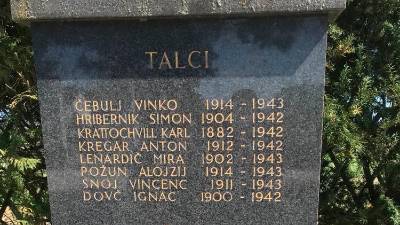 TALCI
ČEBULJ VINKO 1914 - 1943
HRIBERNIK SIMON 1904 - 1942
KRATTOCHVILL KARL 1882 - 1942
KREGAR ANTON 1912 - 1942
LENARDIČ MIRA 1902 - 1943
POŽUN ALOJZIJ 1914 - 1943
SNOJ VINCENC 1911 - 1943
DOVČ IGNAC 1900 - 1942